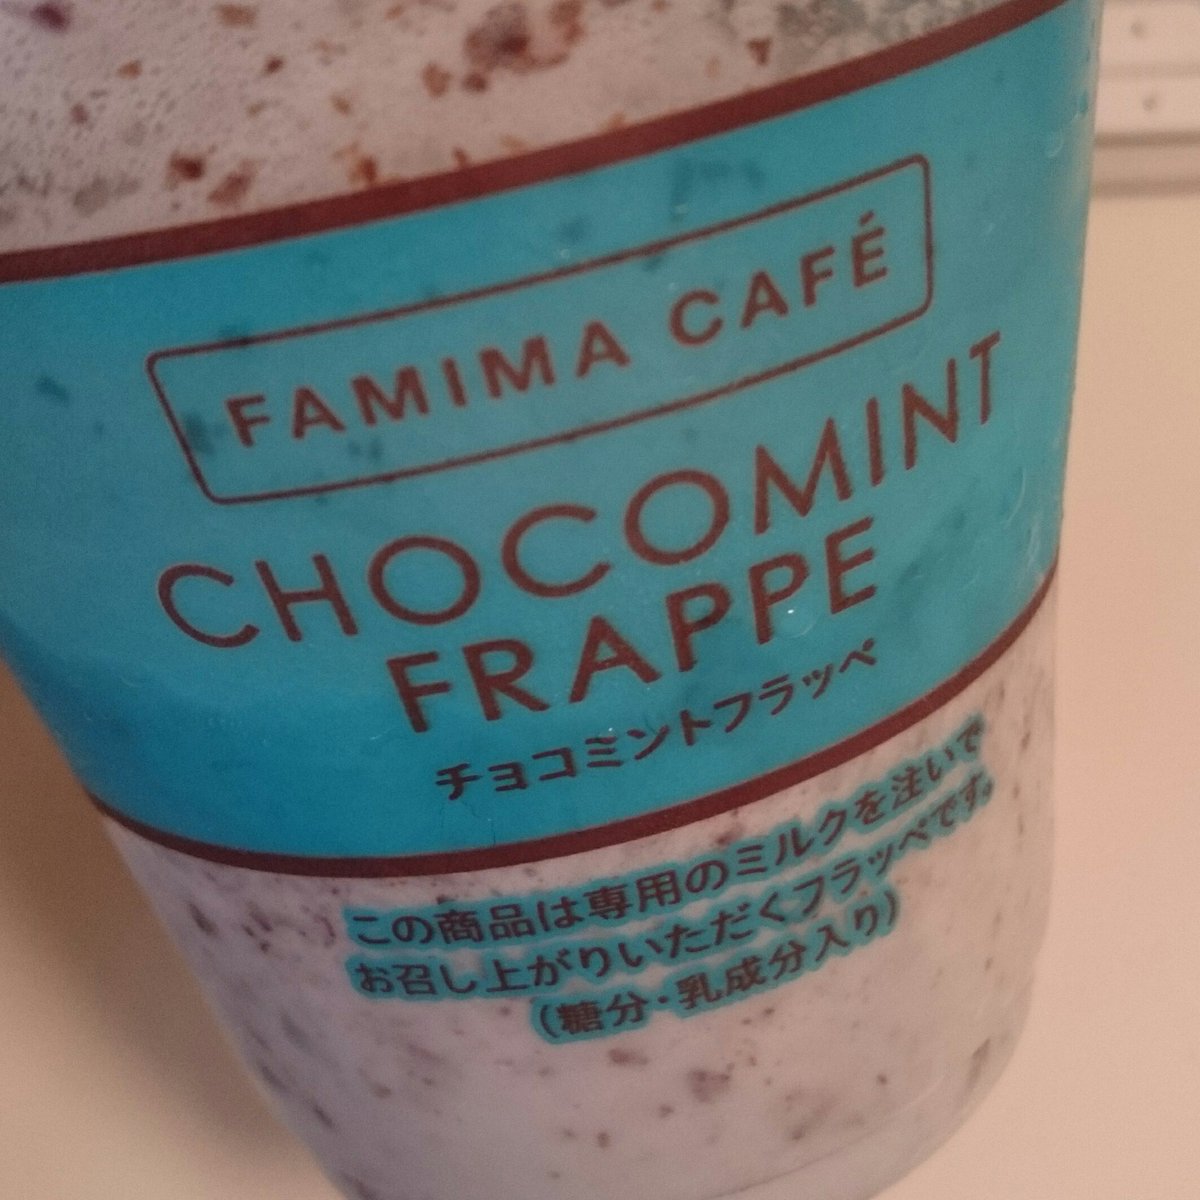 FAMIMA CAFÉ
CHOCOMINT
FRAPPE
チョコミントフラッペ
この商品は専用のミルクを注いで
お召し上がりいただくフラッペです。
（糖分・乳成分入り）